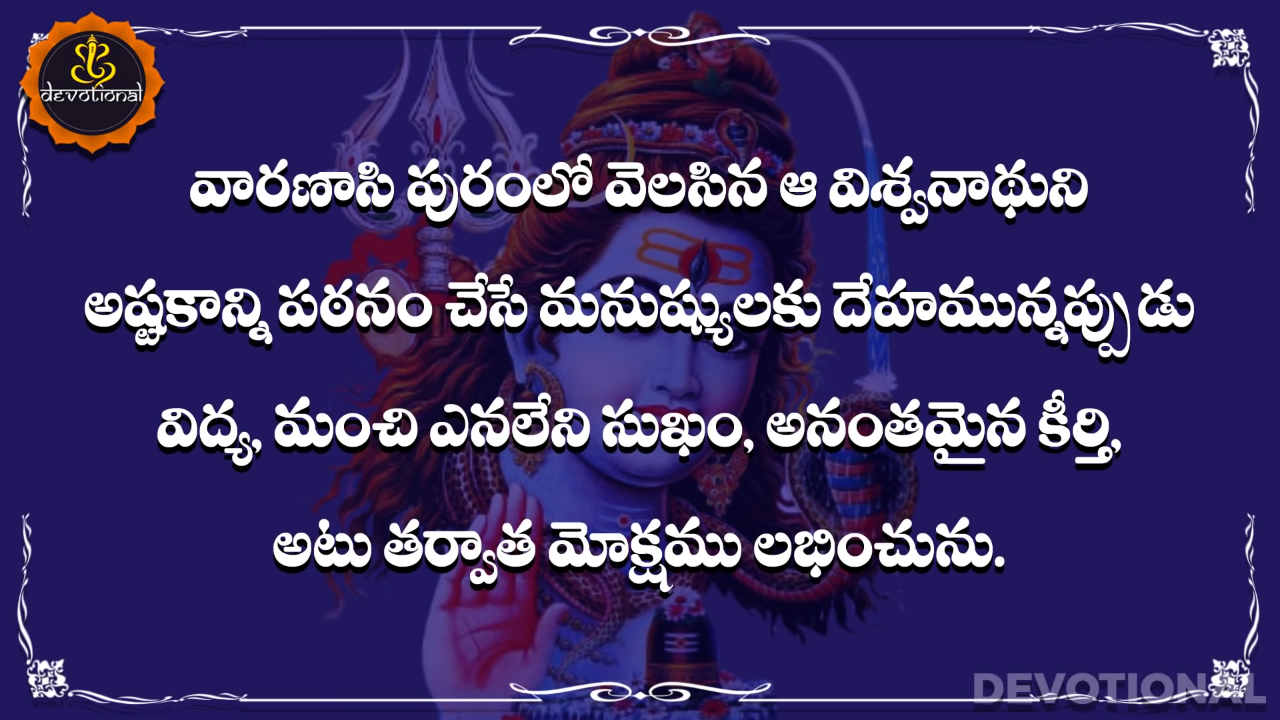 devotional
వారణాసి పురంలో వెలసిన ఆ విశ్వనాథుని
అష్టకాన్ని పఠనం చేసే మనుష్యులకు దేహమున్నప్పుడు
విద్య, మంచి ఎనలేని సుఖం, అనంతమైన కీర్తి,
అటు తర్వాత మోక్షము లభించును.
DEVOTIONAL